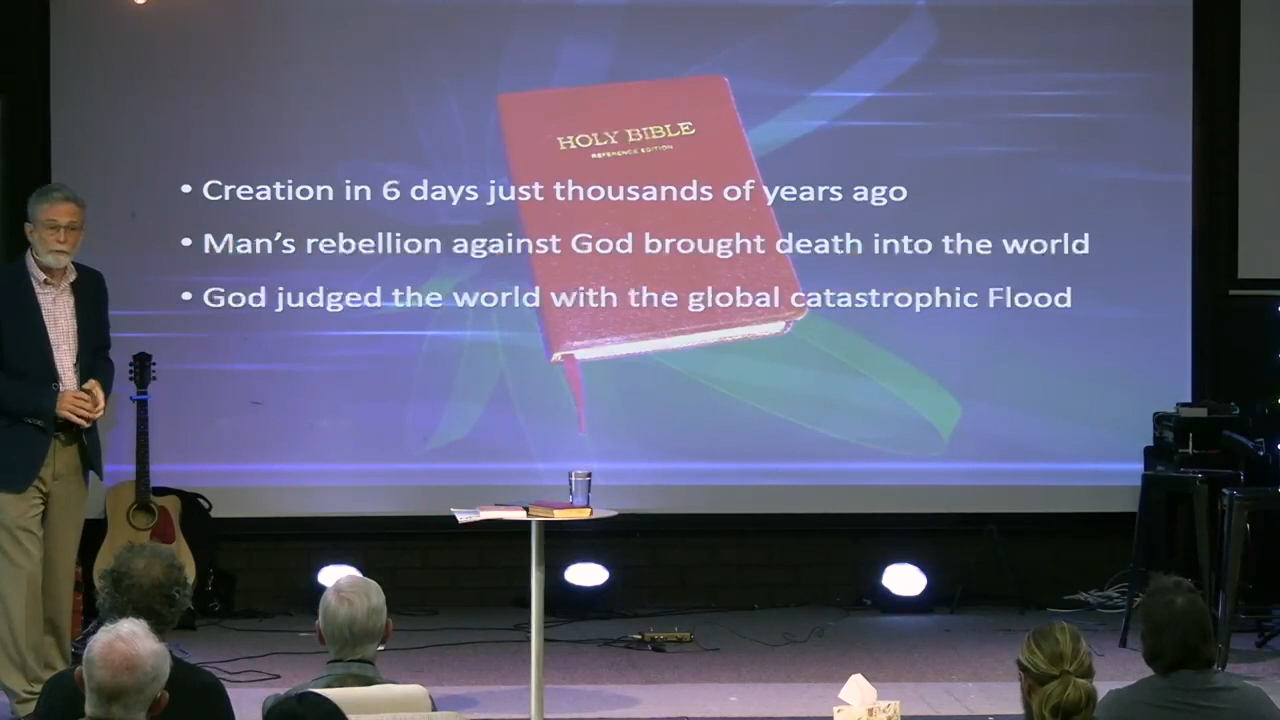 HOLY BIBLE
REFERENCE EDITION
• Creation in 6 days just thousands of years ago
• Man’s rebellion against God brought death into the world
• God judged the world with the global catastrophic Flood